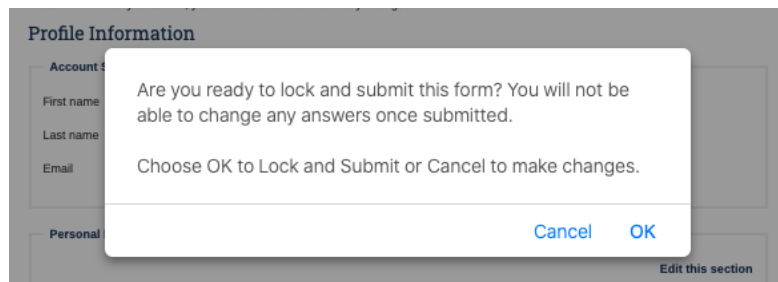 Profile Information
Account S
First name
Are you ready to lock and submit this form? You will not be
able to change any answers once submitted.
Last name
Email
Choose OK to Lock and Submit or Cancel to make changes.
Cancel OK
Personal
Edit this section